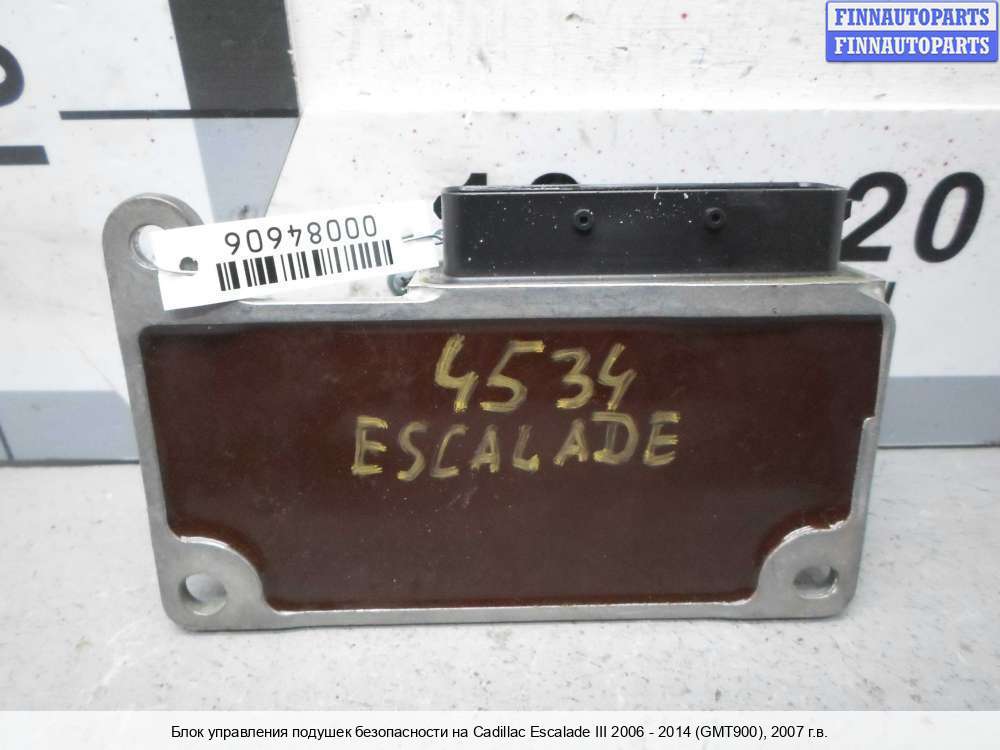 FINNAUTOPARTS
FINNAUTOPARTS
20
00084606
4534
ESCALADE
Блок управления подушек безопасности на Cadillac Escalade III 2006 - 2014 (GMT900), 2007 г.в.